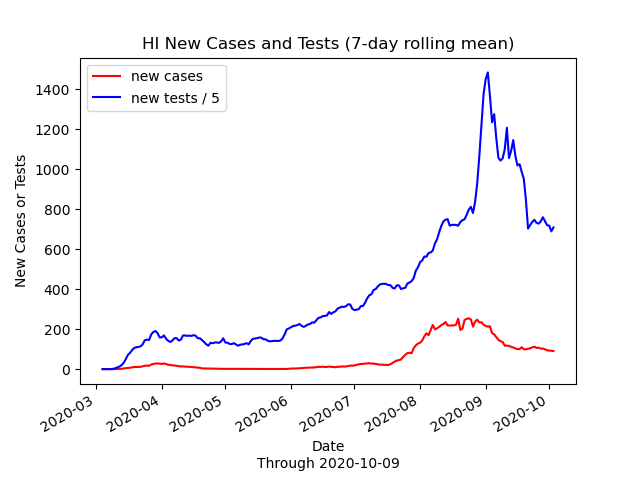 HI New Cases and Tests (7-day rolling mean)
new cases
new tests / 5
New Cases or Tests
1400
1200
1000
800
600
400
200
0
2020-03
2020-04
2020-05
2020-06
2020-07
2020-08
2020-09
2020-10
Date
Through 2020-10-09